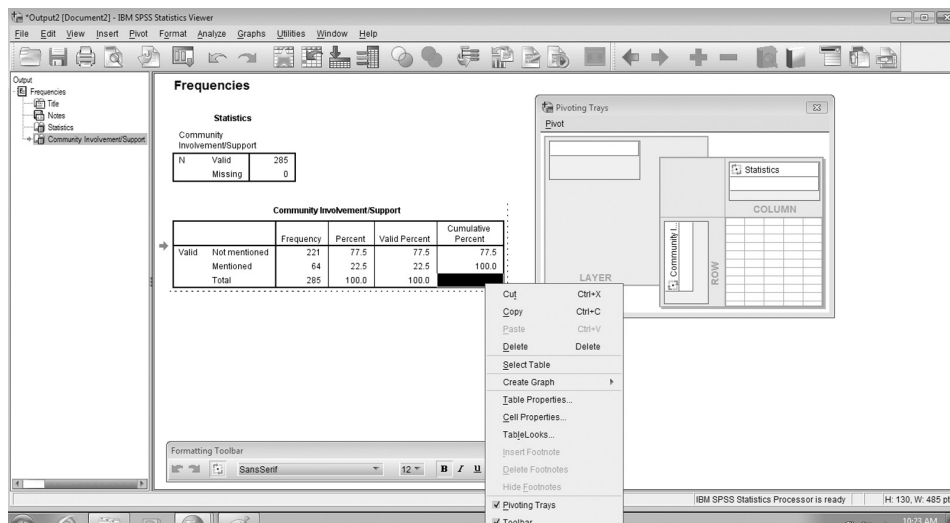 *Output2 [Document2] - IBM SPSS Statistics Viewer
File Edit View Insert Pivot Format Analyze Graphs Utilities Window Help
Output
Frequencies
Title
Notes
Statistics
Community Involvement/Support
Frequencies
Statistics
Community
Involvement/Support
N Valid 285
Missing 0
Community Involvement/Support
Frequency Percent Valid Percent Cumulative
Percent
Valid Not mentioned 221 77.5 77.5 77.5
Mentioned 64 22.5 22.5 100.0
Total 285 100.0 100.0
Pivoting Trays
Pivot
Statistics
COLUMN
Community I...
ROW
LAYER
Cut Ctrl+X
Copy Ctrl+C
Paste Ctrl+V
Delete Delete
Select Table
Create Graph
Table Properties...
Cell Properties...
TableLooks...
Insert Footnote
Delete Footnotes
Hide Footnotes
Pivoting Trays
Toolbar
Formatting Toolbar
SansSerif 12 B I U
IBM SPSS Statistics Processor is ready H: 130, W: 485 pt
10:23 AM